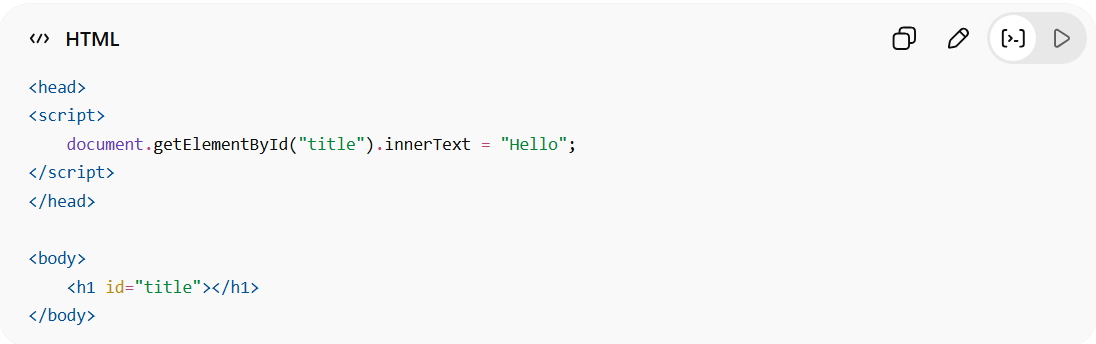 HTML
<head>
<script>
    document.getElementById("title").innerText = "Hello";
</script>
</head>

<body>
    <h1 id="title"></h1>
</body>